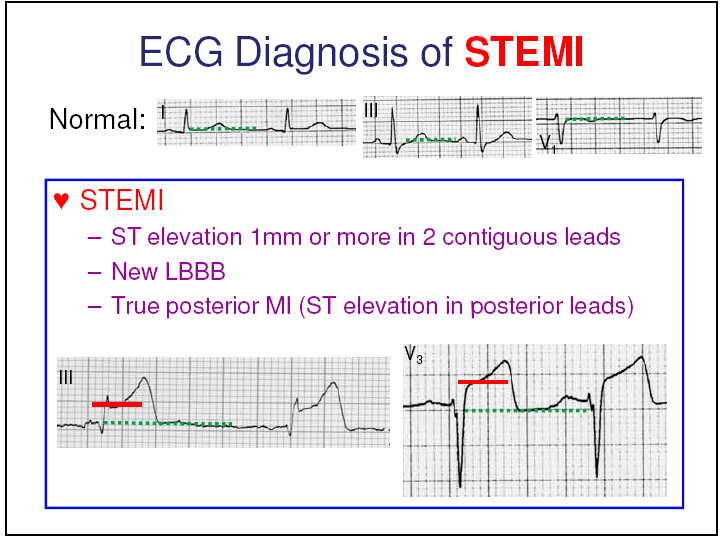 ECG Diagnosis of STEMI
Normal:
I
III
V1
♥ STEMI
– ST elevation 1mm or more in 2 contiguous leads
– New LBBB
– True posterior MI (ST elevation in posterior leads)
III
V3